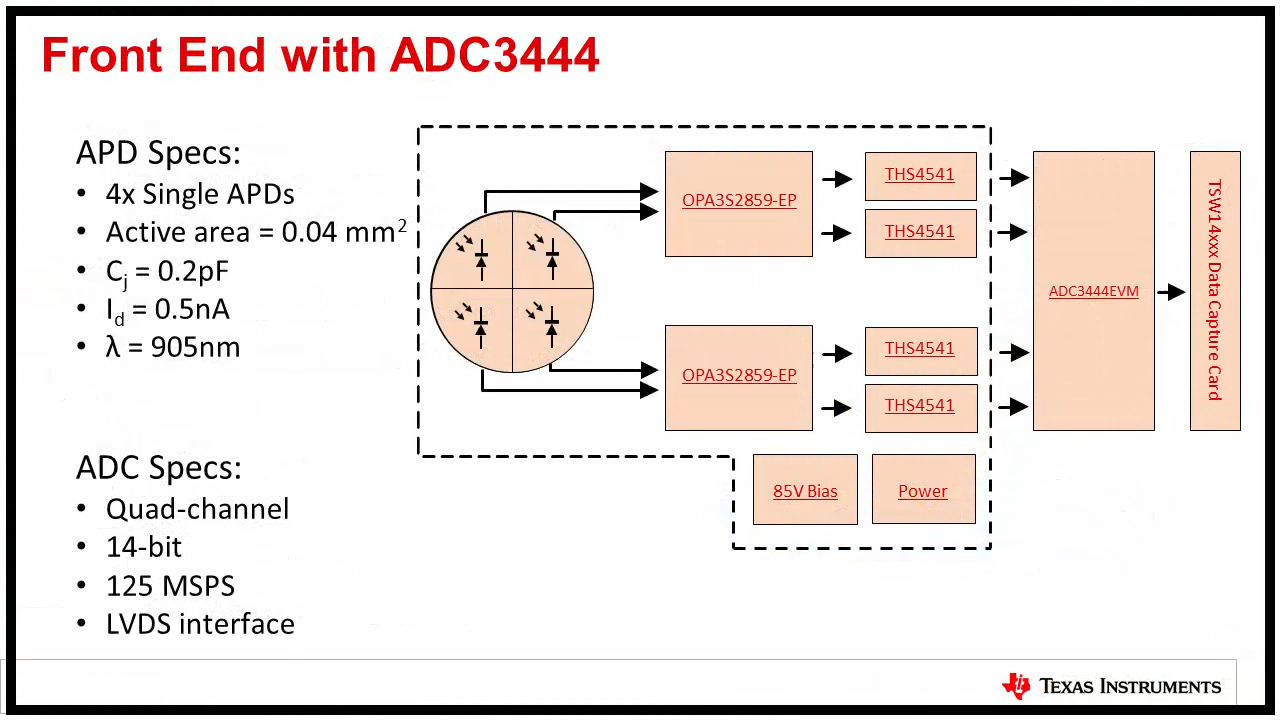 Front End with ADC3444
APD Specs:
• 4x Single APDs
• Active area = 0.04 mm²
• Cj = 0.2pF
• Id = 0.5nA
• λ = 905nm
ADC Specs:
• Quad-channel
• 14-bit
• 125 MSPS
• LVDS interface
OPA3S2859-EP
THS4541
THS4541
OPA3S2859-EP
THS4541
THS4541
ADC3444EVM
TSW14xxx Data Capture Card
85V Bias
Power
TEXAS INSTRUMENTS